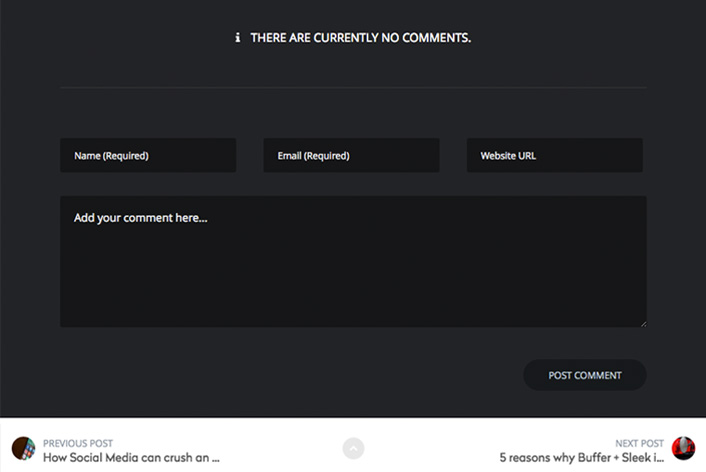 THERE ARE CURRENTLY NO COMMENTS.
Name (Required)
Email (Required)
Website URL
Add your comment here...
POST COMMENT
PREVIOUS POST
How Social Media can crush an ...
NEXT POST
5 reasons why Buffer + Sleek i...